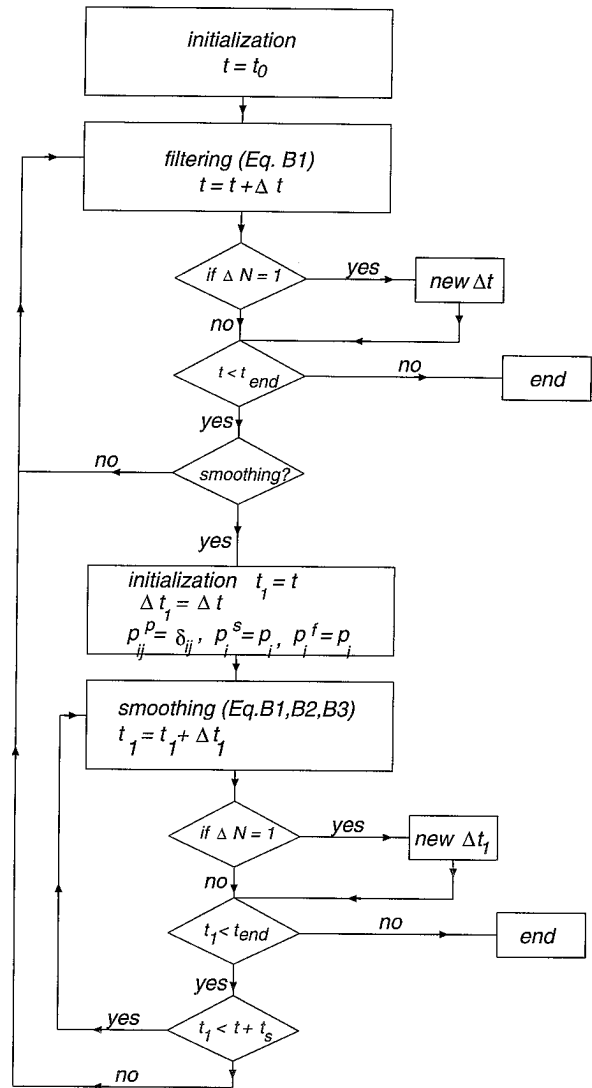 initialization
t = t0
filtering (Eq. B1)
t = t + Δ t
if Δ N = 1
yes
new Δt
no
t < t end
no
end
yes
smoothing?
no
yes
initialization t1 = t
Δ t1 = Δ t
pijp = δij, pis = pi, pif = pi
smoothing (Eq.B1,B2,B3)
t1 = t1 + Δ t1
if Δ N = 1
yes
new Δt1
no
t1 < tend
no
end
yes
t1 < t + ts
yes
no